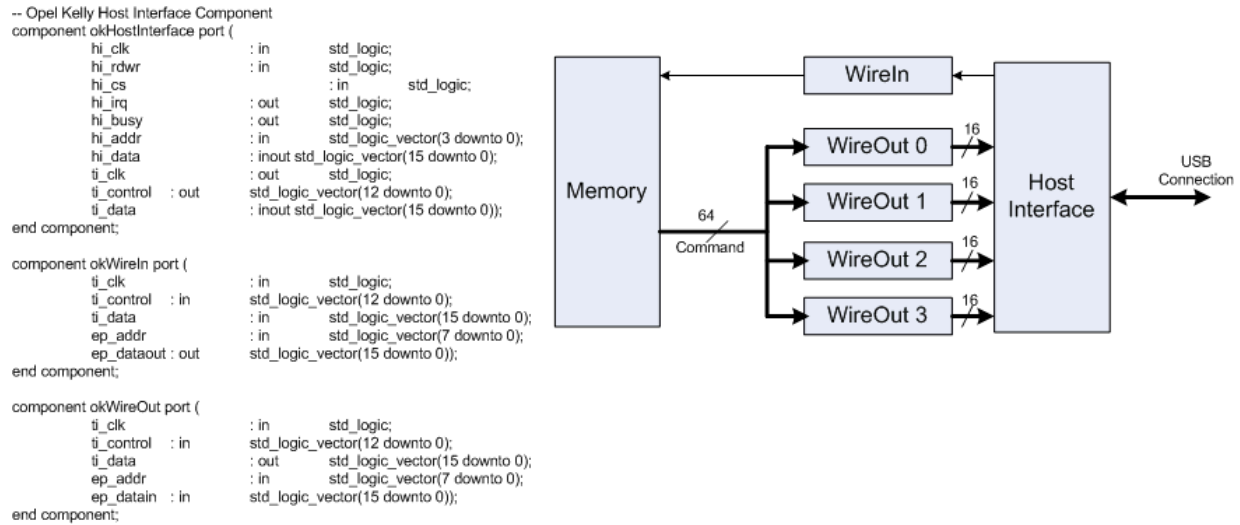 -- Opel Kelly Host Interface Component
component okHostInterface port (
hi_clk : in std_logic;
hi_rdwr : in std_logic;
hi_cs : in std_logic;
hi_irq : out std_logic;
hi_busy : out std_logic;
hi_addr : in std_logic_vector(3 downto 0);
hi_data : inout std_logic_vector(15 downto 0);
ti_clk : out std_logic;
ti_control : out std_logic_vector(12 downto 0);
ti_data : inout std_logic_vector(15 downto 0));
end component;
component okWireIn port (
ti_clk : in std_logic;
ti_control : in std_logic_vector(12 downto 0);
ti_data : in std_logic_vector(15 downto 0);
ep_addr : in std_logic_vector(7 downto 0);
ep_dataout : out std_logic_vector(15 downto 0));
end component;
component okWireOut port (
ti_clk : in std_logic;
ti_control : in std_logic_vector(12 downto 0);
ti_data : out std_logic_vector(15 downto 0);
ep_addr : in std_logic_vector(7 downto 0);
ep_datain : in std_logic_vector(15 downto 0));
end component;
Memory
64
Command
WireIn
WireOut 0
16
WireOut 1
16
WireOut 2
16
WireOut 3
16
Host
Interface
USB
Connection